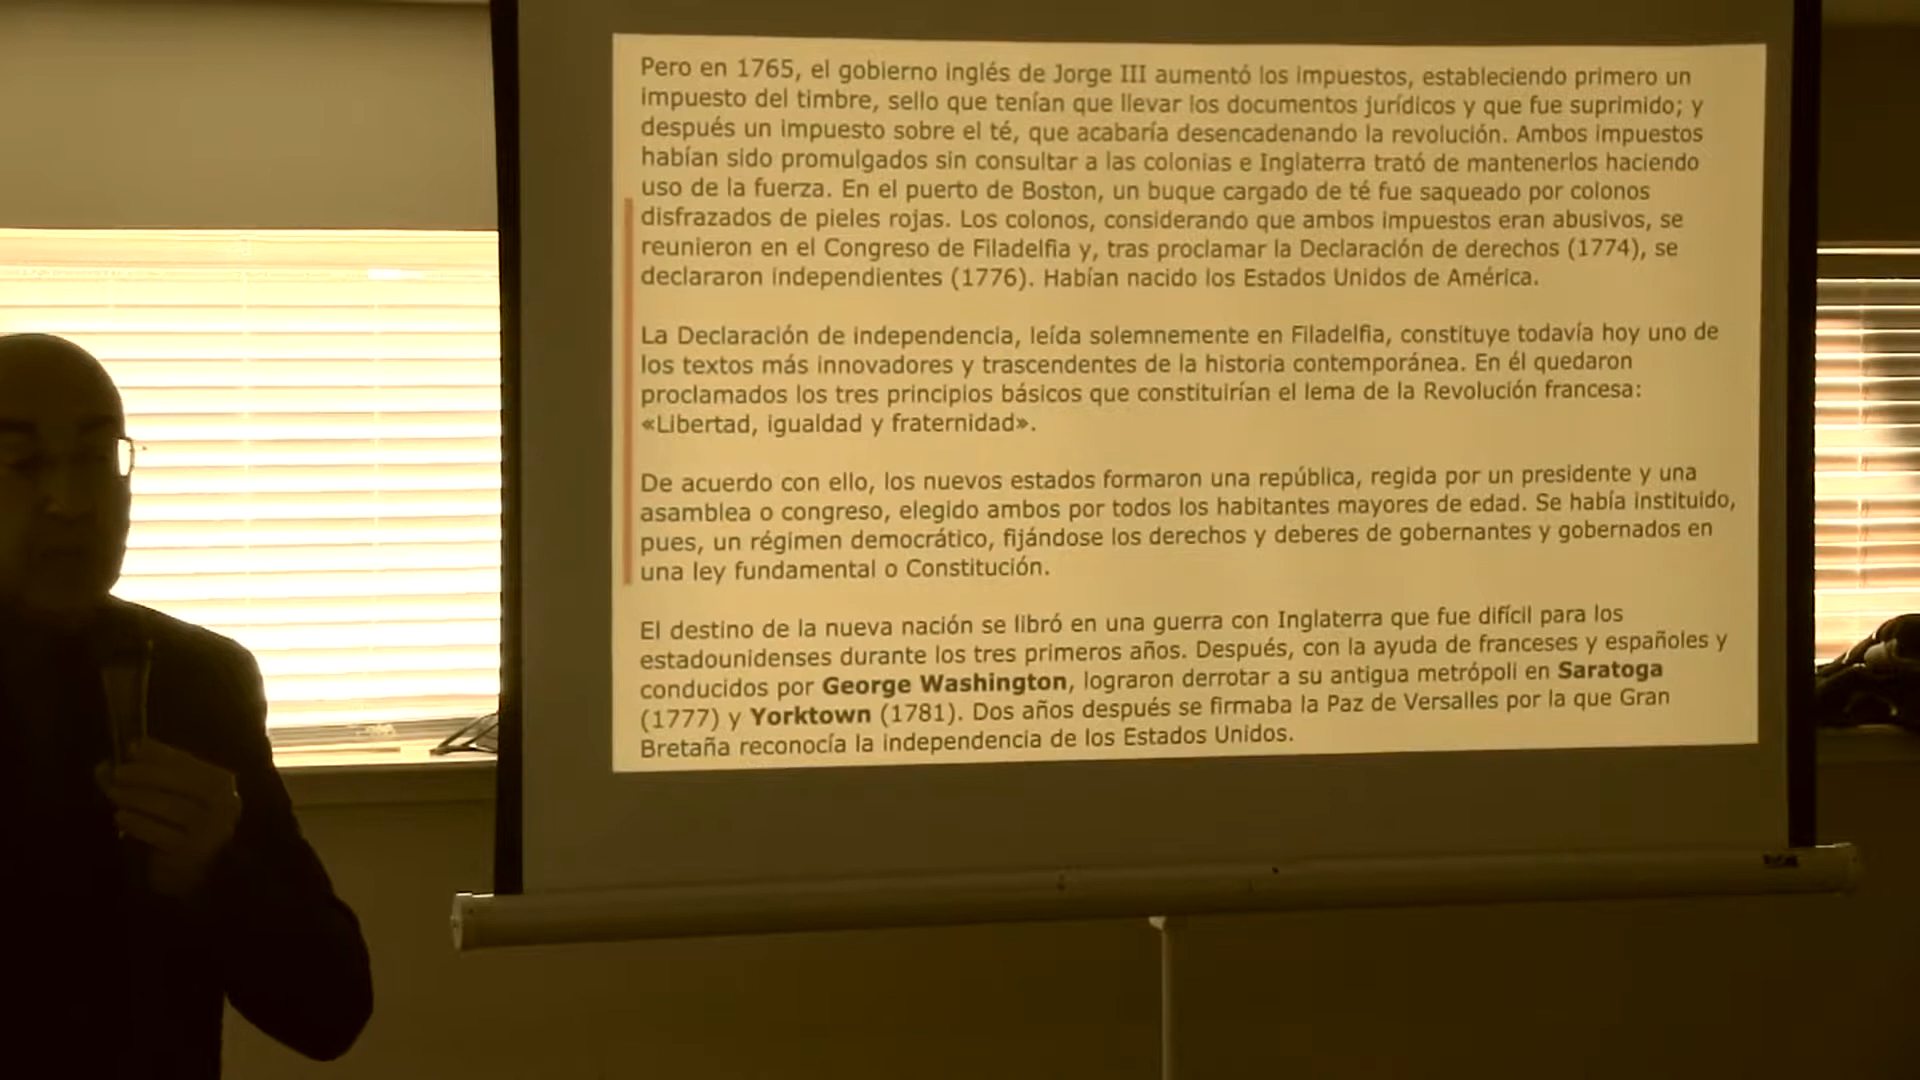 Pero en 1765, el gobierno inglés de Jorge III aumentó los impuestos, estableciendo primero un
impuesto del timbre, sello que tenían que llevar los documentos jurídicos y que fue suprimido; y
después un impuesto sobre el té, que acabaría desencadenando la revolución. Ambos impuestos
habían sido promulgados sin consultar a las colonias e Inglaterra trató de mantenerlos haciendo
uso de la fuerza. En el puerto de Boston, un buque cargado de té fue saqueado por colonos
disfrazados de pieles rojas. Los colonos, considerando que ambos impuestos eran abusivos, se
reunieron en el Congreso de Filadelfia y, tras proclamar la Declaración de derechos (1774), se
declararon independientes (1776). Habían nacido los Estados Unidos de América.
La Declaración de independencia, leída solemnemente en Filadelfia, constituye todavía hoy uno de
los textos más innovadores y trascendentes de la historia contemporánea. En él quedaron
proclamados los tres principios básicos que constituirían el lema de la Revolución francesa:
«Libertad, igualdad y fraternidad».
De acuerdo con ello, los nuevos estados formaron una república, regida por un presidente y una
asamblea o congreso, elegido ambos por todos los habitantes mayores de edad. Se había instituido,
pues, un régimen democrático, fijándose los derechos y deberes de gobernantes y gobernados en
una ley fundamental o Constitución.
El destino de la nueva nación se libró en una guerra con Inglaterra que fue difícil para los
estadounidenses durante los tres primeros años. Después, con la ayuda de franceses y españoles y
conducidos por George Washington, lograron derrotar a su antigua metrópoli en Saratoga
(1777) y Yorktown (1781). Dos años después se firmaba la Paz de Versalles por la que Gran
Bretaña reconocía la independencia de los Estados Unidos.